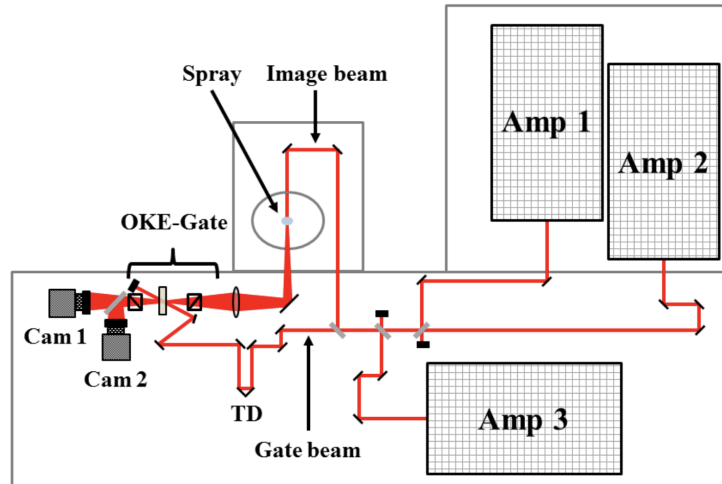 Spray
Image beam
Amp 1
Amp 2
OKE-Gate
Cam 1
Cam 2
TD
Gate beam
Amp 3